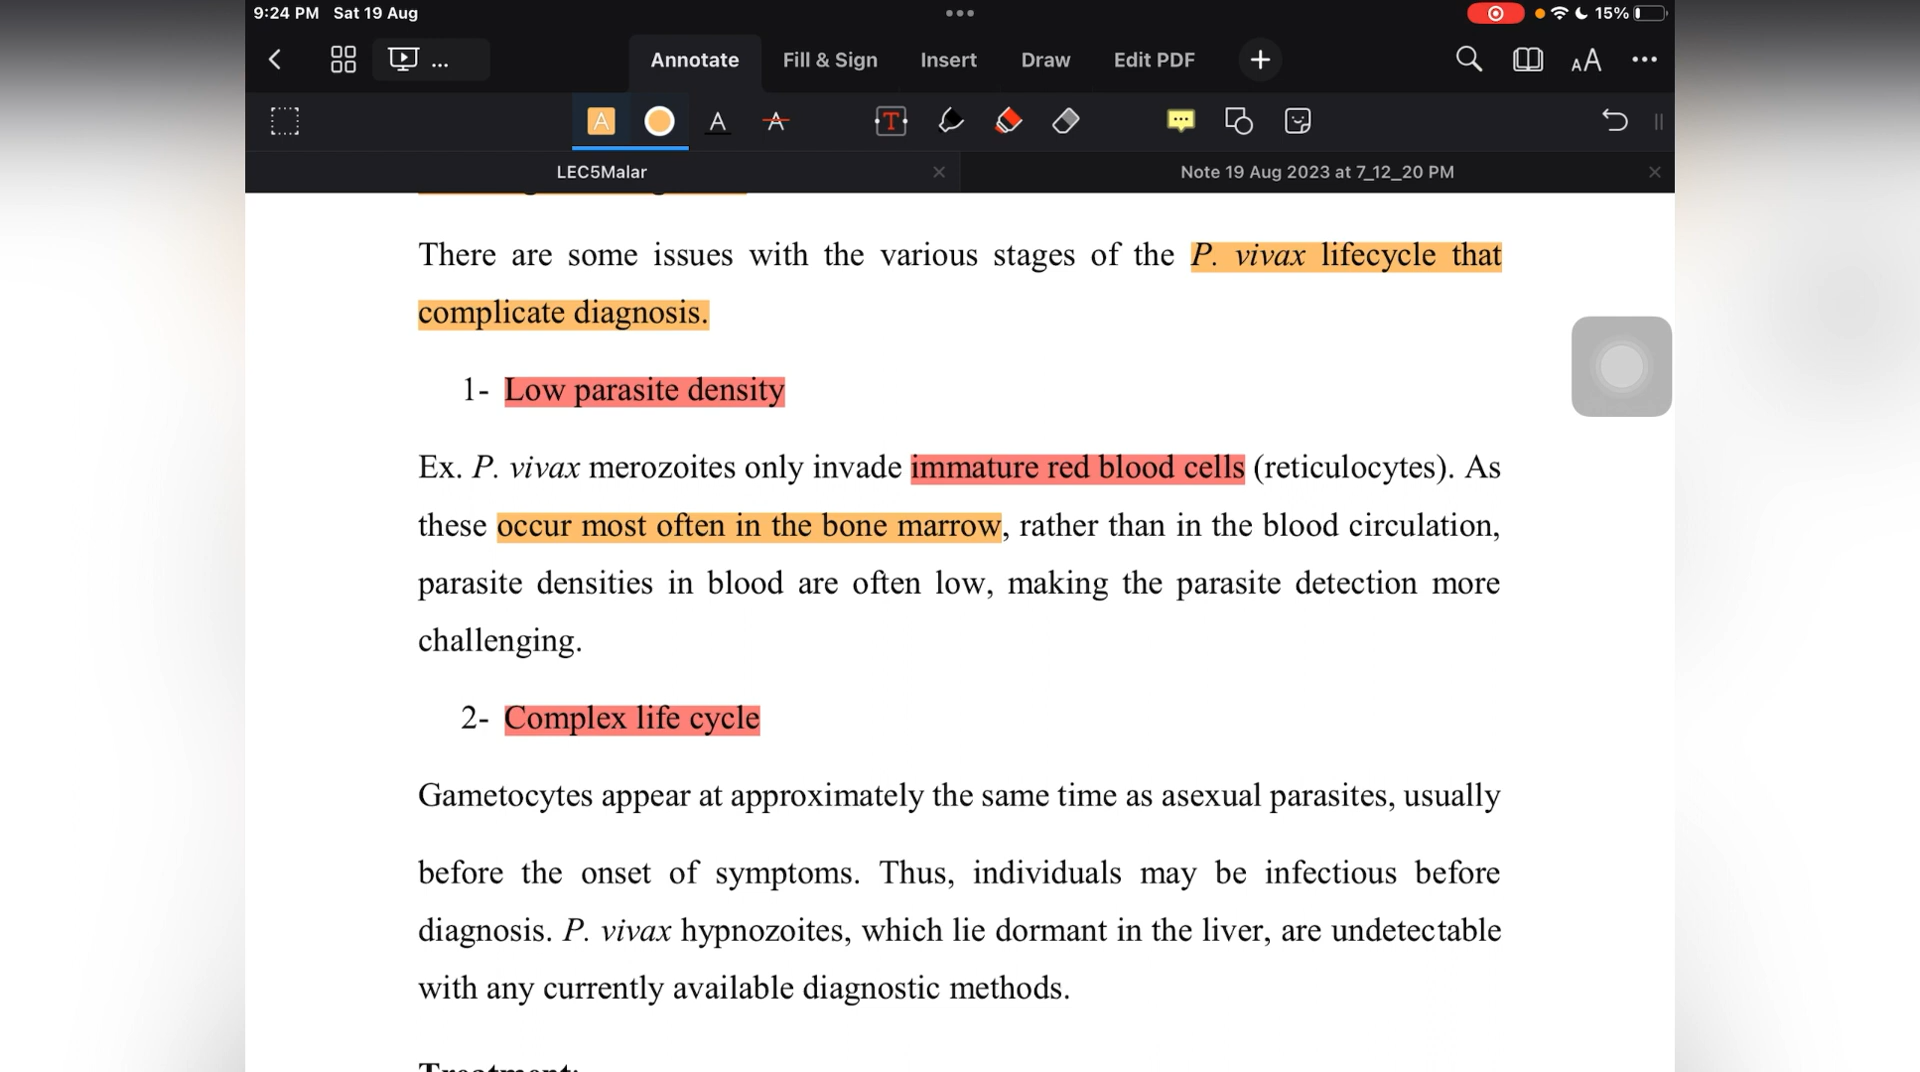 9:24 PM Sat 19 Aug
15%
Annotate Fill & Sign Insert Draw Edit PDF
LEC5Malar
Note 19 Aug 2023 at 7_12_20 PM
There are some issues with the various stages of the P. vivax lifecycle that
complicate diagnosis.
1- Low parasite density
Ex. P. vivax merozoites only invade immature red blood cells (reticulocytes). As
these occur most often in the bone marrow, rather than in the blood circulation,
parasite densities in blood are often low, making the parasite detection more
challenging.
2- Complex life cycle
Gametocytes appear at approximately the same time as asexual parasites, usually
before the onset of symptoms. Thus, individuals may be infectious before
diagnosis. P. vivax hypnozoites, which lie dormant in the liver, are undetectable
with any currently available diagnostic methods.
Treatment: